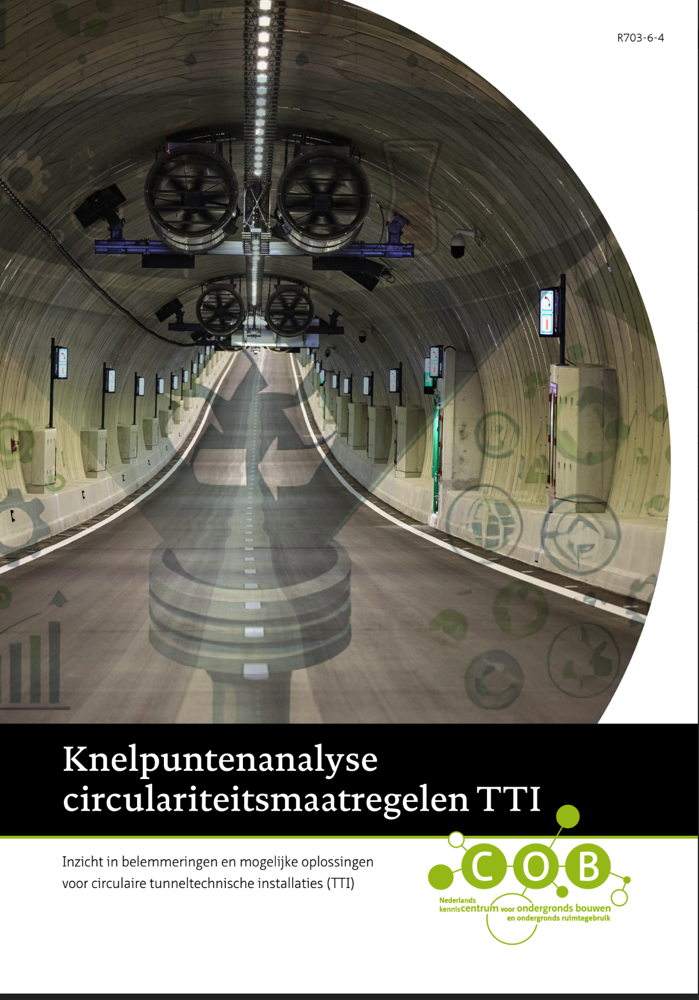 R703-6-4
Knelpuntenanalyse
circulariteitsmaatregelen TTI
Inzicht in belemmeringen en mogelijke oplossingen
voor circulaire tunneltechnische installaties (TTI)
COB
Nederlands
kenniscentrum voor ondergronds bouwen
en ondergronds ruimtegebruik